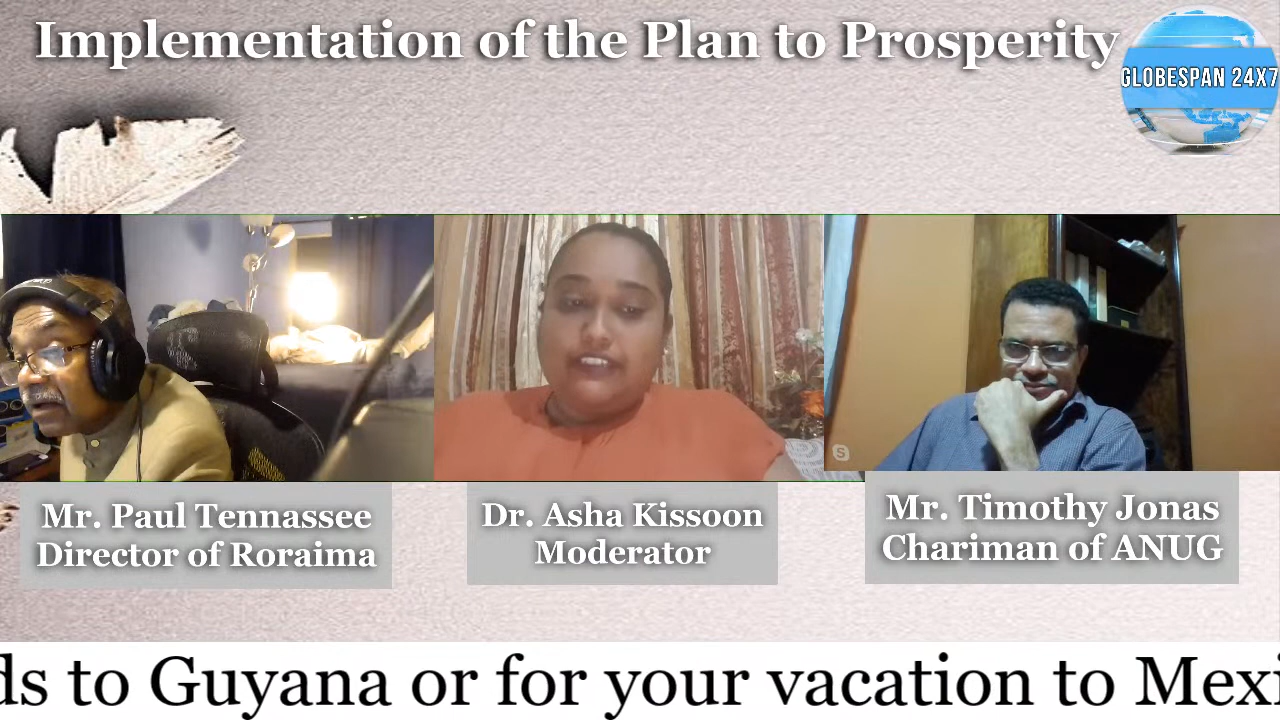 Implementation of the Plan to Prosperity
GLOBESPAN 24X7
Mr. Paul Tennassee
Director of Roraima
Dr. Asha Kissoon
Moderator
Mr. Timothy Jonas
Chariman of ANUG
ds to Guyana or for your vacation to Mexi